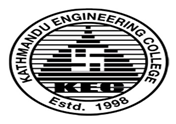 KATHMANDU ENGINEERING COLLEGE
KEC
Estd. 1998